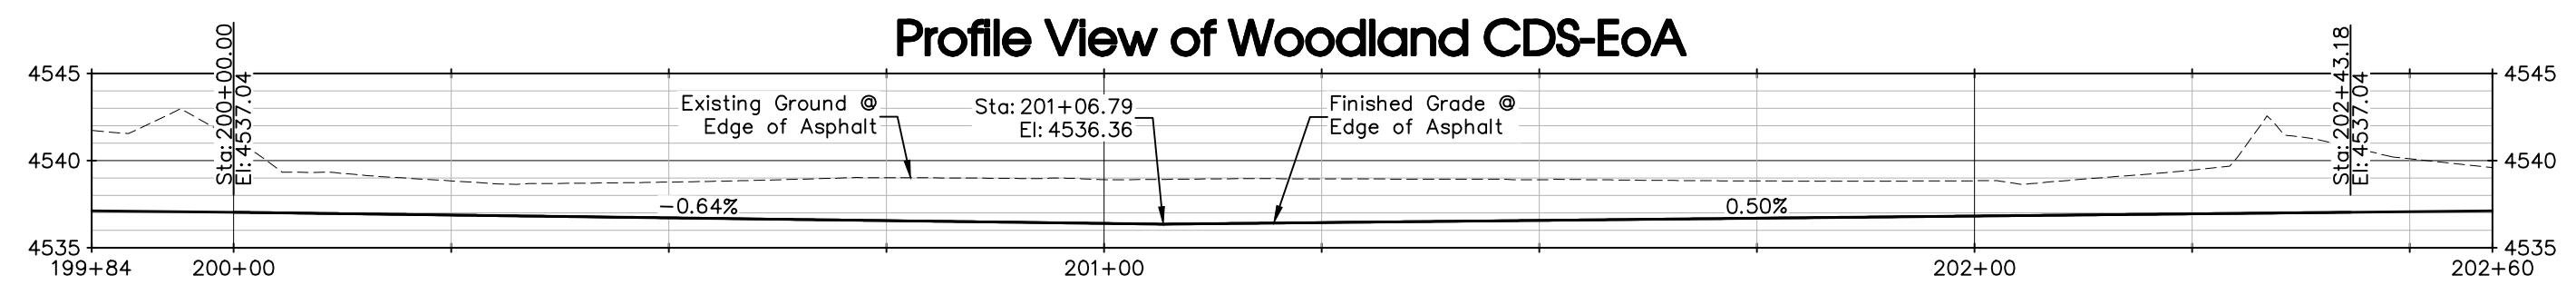 Profile View of Woodland CDS-EoA
Sta: 200+00.00
El: 4537.04
Sta: 202+43.18
El: 4537.04
4545
4545
Existing Ground @
Edge of Asphalt
Sta: 201+06.79
El: 4536.36
Finished Grade @
Edge of Asphalt
4540
4540
-0.64%
0.50%
4535
4535
199+84
200+00
201+00
202+00
202+60